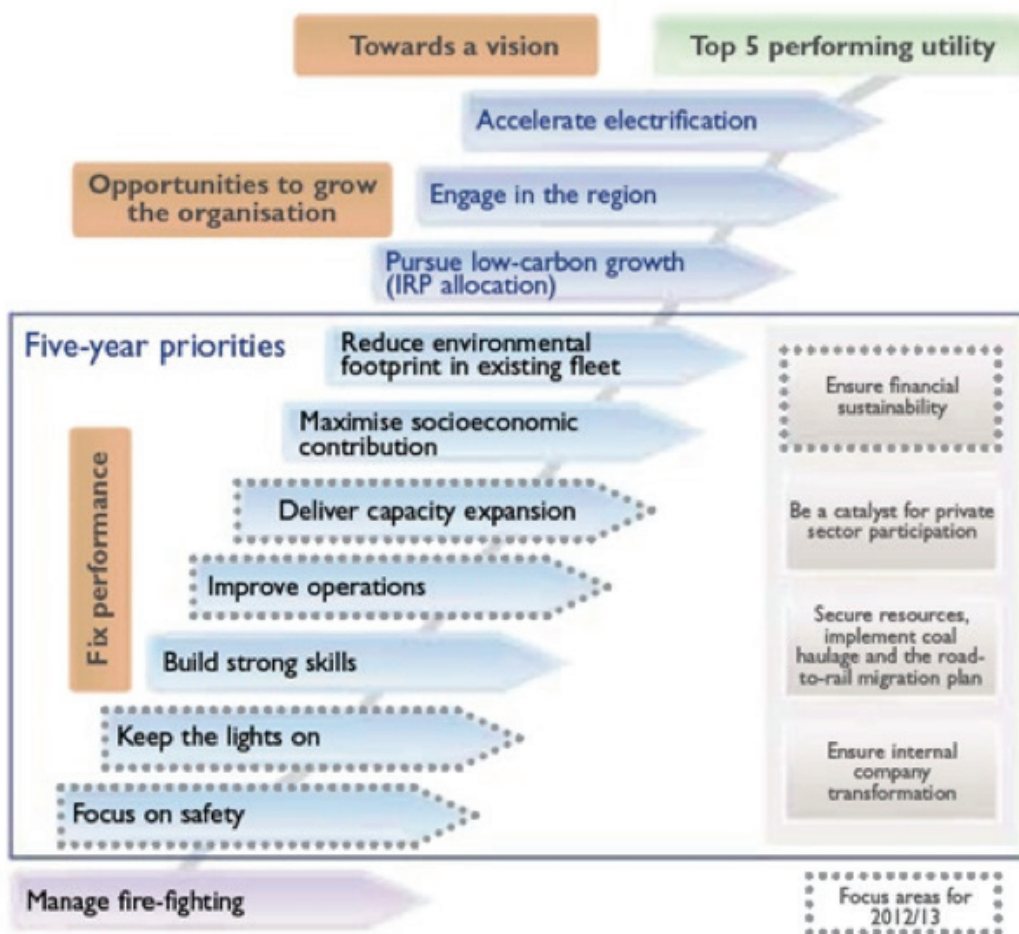 Towards a vision
Top 5 performing utility
Accelerate electrification
Opportunities to grow
the organisation
Engage in the region
Pursue low-carbon growth
(IRP allocation)
Five-year priorities
Reduce environmental
footprint in existing fleet
Ensure financial
sustainability
Maximise socioeconomic
contribution
Fix performance
Deliver capacity expansion
Be a catalyst for private
sector participation
Improve operations
Secure resources,
implement coal
haulage and the road-
to-rail migration plan
Build strong skills
Keep the lights on
Ensure internal
company
transformation
Focus on safety
Manage fire-fighting
Focus areas for
2012/13